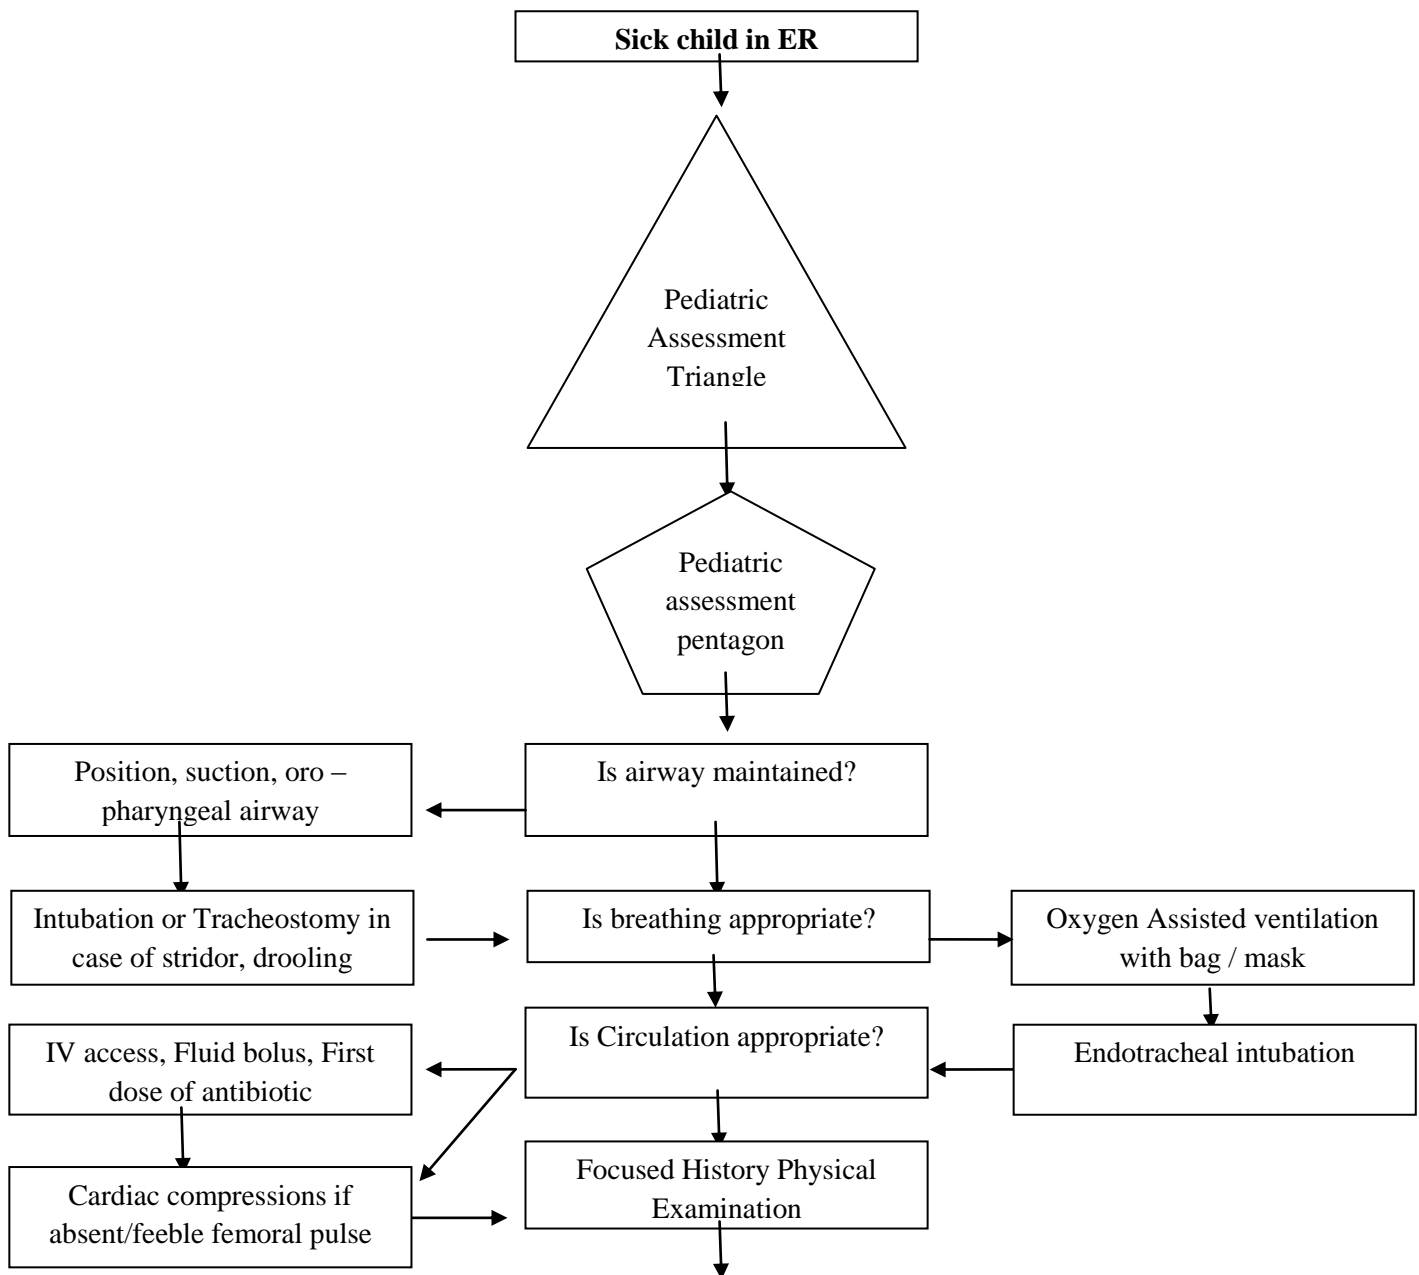 Sick child in ER
Pediatric
Assessment
Triangle
Pediatric
assessment
pentagon
Position, suction, oro –
pharyngeal airway
Is airway maintained?
Intubation or Tracheostomy in
case of stridor, drooling
Is breathing appropriate?
Oxygen Assisted ventilation
with bag / mask
IV access, Fluid bolus, First
dose of antibiotic
Is Circulation appropriate?
Endotracheal intubation
Cardiac compressions if
absent/feeble femoral pulse
Focused History Physical
Examination